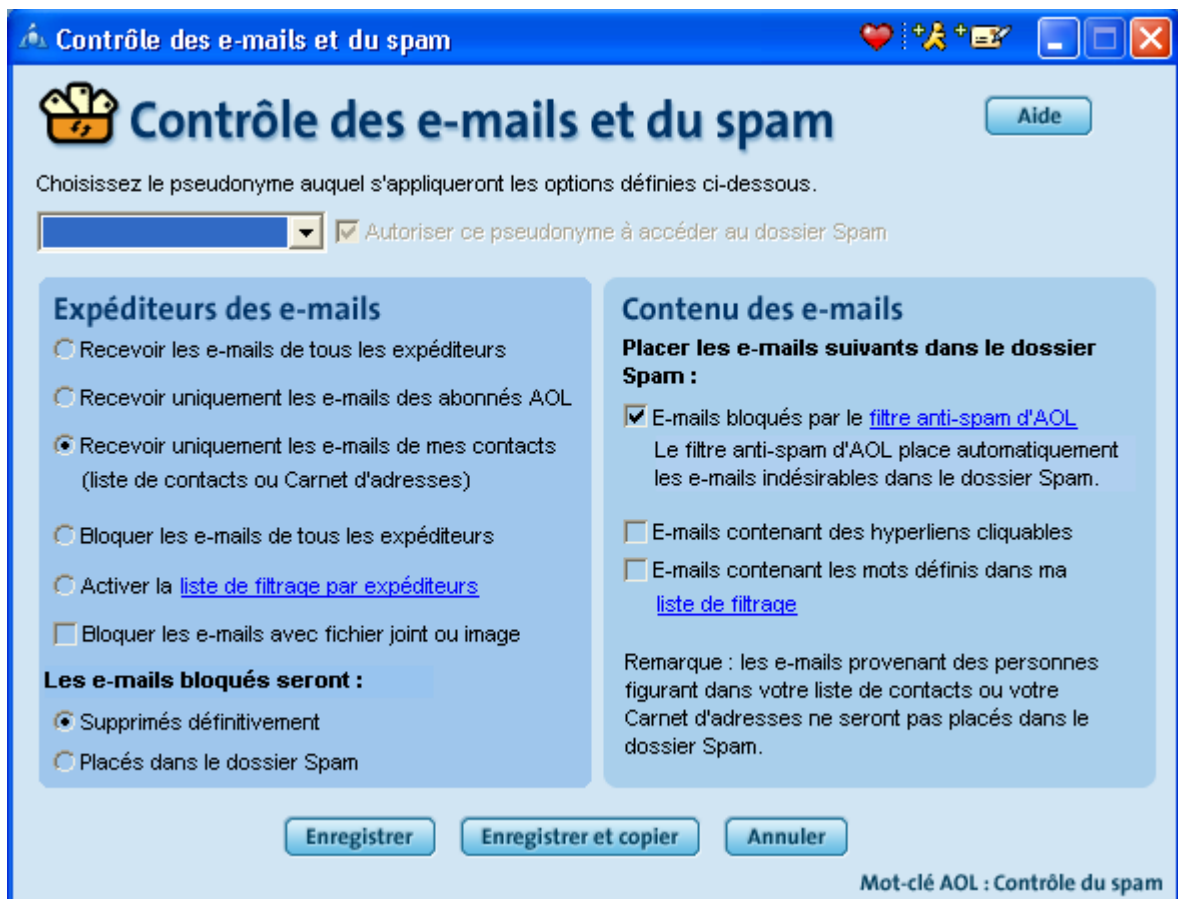 Contrôle des e-mails et du spam
Contrôle des e-mails et du spam
Aide
Choisissez le pseudonyme auquel s'appliqueront les options définies ci-dessous.
Autoriser ce pseudonyme à accéder au dossier Spam
Expéditeurs des e-mails
Recevoir les e-mails de tous les expéditeurs
Recevoir uniquement les e-mails des abonnés AOL
Recevoir uniquement les e-mails de mes contacts
(liste de contacts ou Carnet d'adresses)
Bloquer les e-mails de tous les expéditeurs
Activer la liste de filtrage par expéditeurs
Bloquer les e-mails avec fichier joint ou image
Les e-mails bloqués seront :
Supprimés définitivement
Placés dans le dossier Spam
Contenu des e-mails
Placer les e-mails suivants dans le dossier
Spam :
E-mails bloqués par le filtre anti-spam d'AOL
Le filtre anti-spam d'AOL place automatiquement
les e-mails indésirables dans le dossier Spam.
E-mails contenant des hyperliens cliquables
E-mails contenant les mots définis dans ma
liste de filtrage
Remarque : les e-mails provenant des personnes
figurant dans votre liste de contacts ou votre
Carnet d'adresses ne seront pas placés dans le
dossier Spam.
Enregistrer
Enregistrer et copier
Annuler
Mot-clé AOL : Contrôle du spam